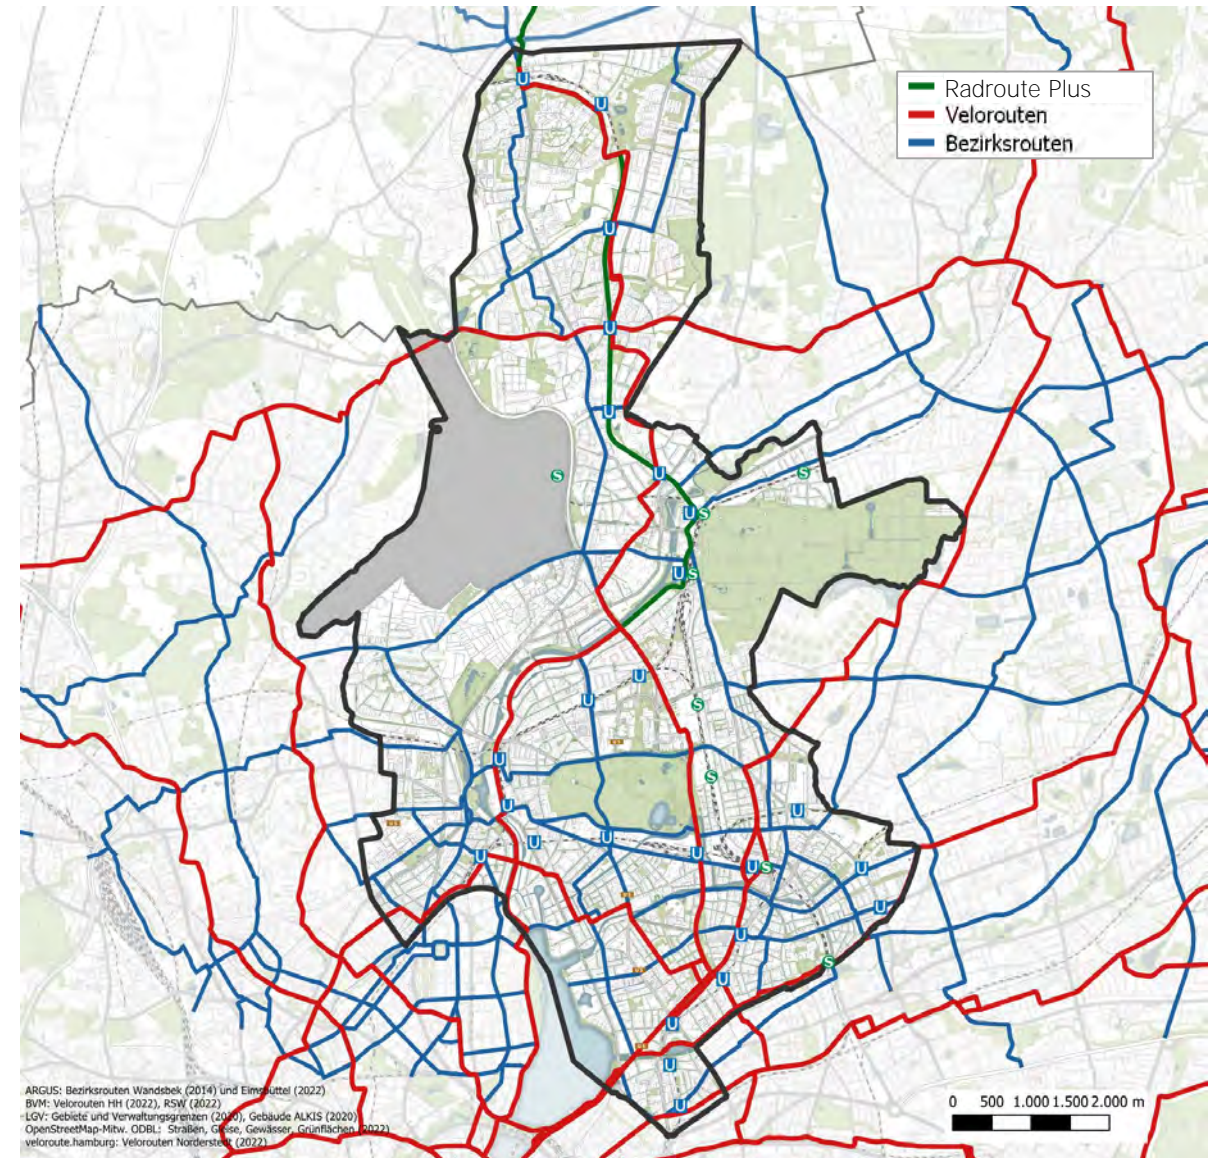 Radroute Plus
Velorouten
Bezirksrouten
U
U
U
U
U
U
S
S
U
S
U
S
U
S
U
U
S
U
U
U
U
U
U
U
S
U
U
U
S
U
U
U
U
ARGUS: Bezirksrouten Wandsbek (2014) und Eimsbüttel (2022)
BVM: Velorouten HH (2022), RSW (2022)
LGV: Gebiete und Verwaltungsgrenzen (2020), Gebäude ALKIS (2020)
OpenStreetMap-Mitw. ODBL: Straßen, Gleise, Gewässer, Grünflächen (2022)
veloroute.hamburg: Velorouten Norderstedt (2022)
0 500 1.000 1.500 2.000 m